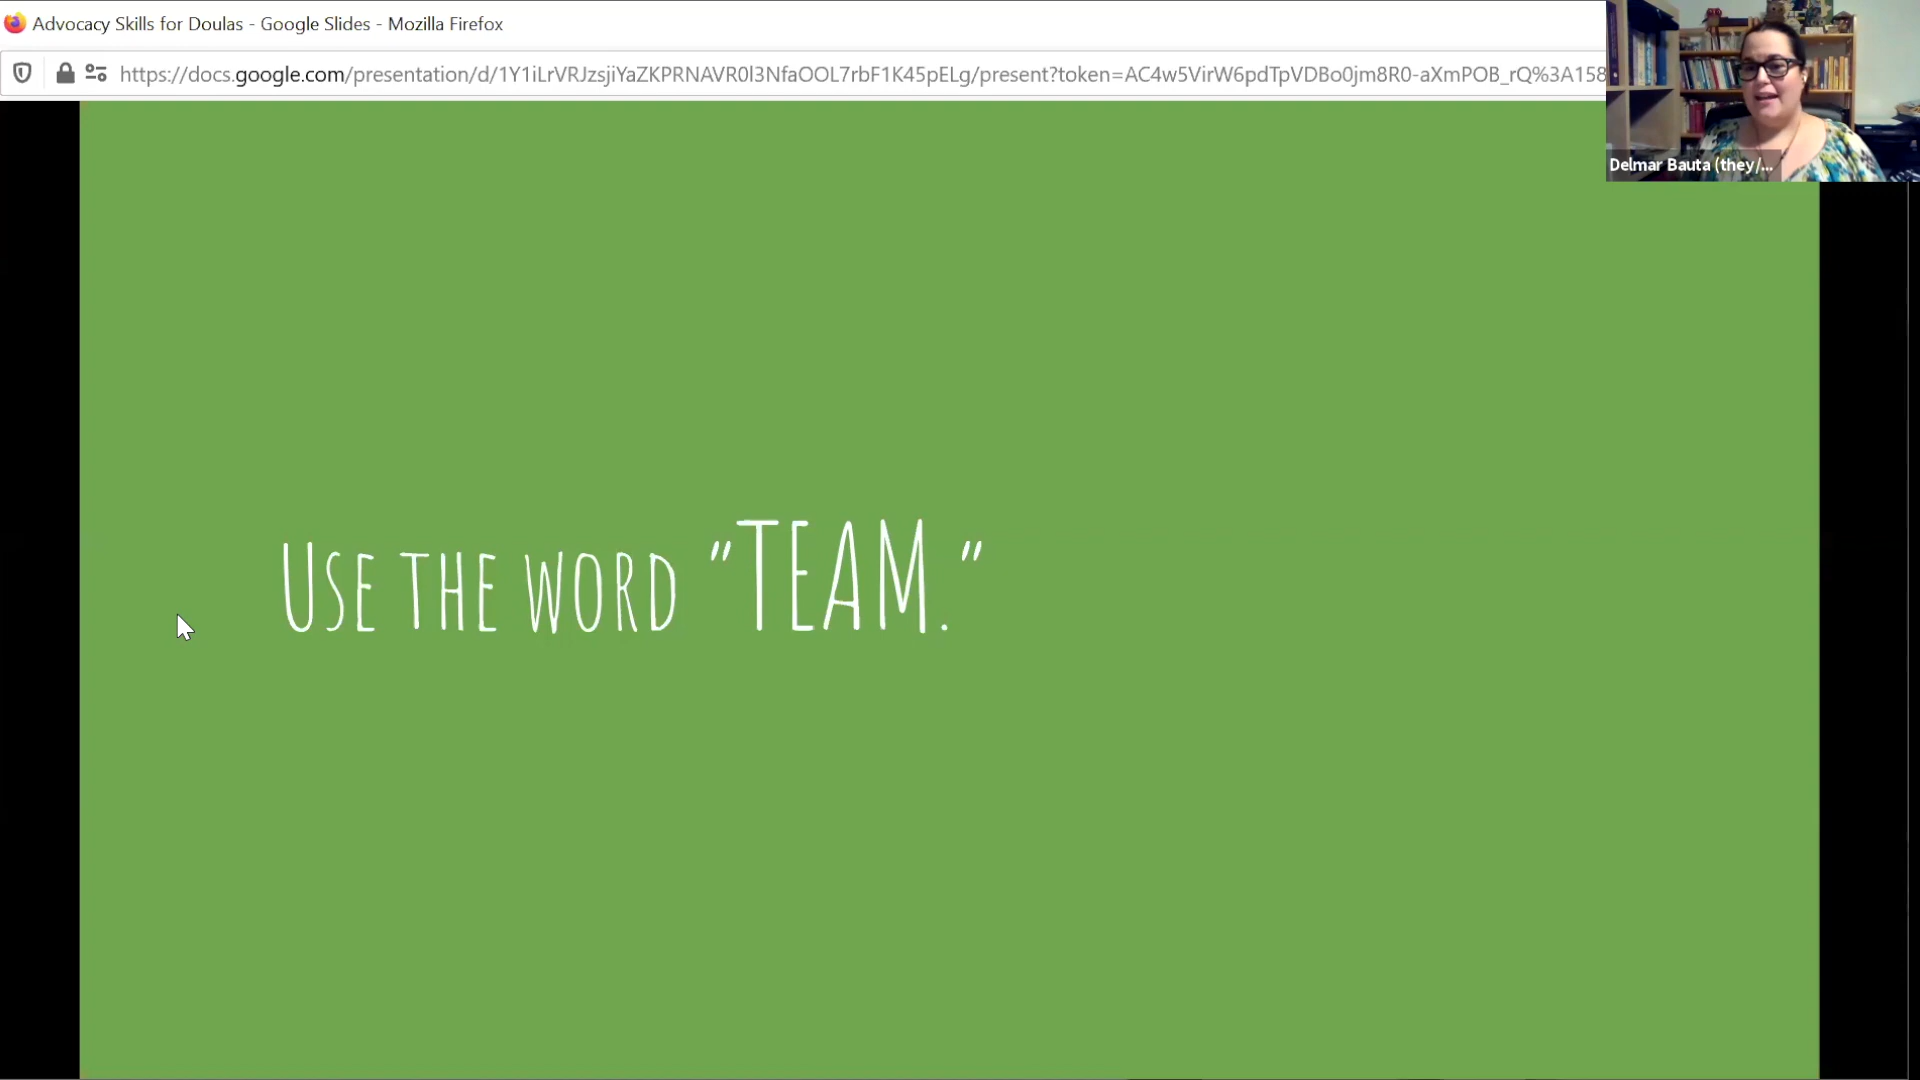 Advocacy Skills for Doulas - Google Slides - Mozilla Firefox
https://docs.google.com/presentation/d/1Y1iLrVRJzsjiYaZKPRNAVR0l3NfaOOL7rbF1K45pELg/present?token=AC4w5VirW6pdTpVDBo0jm8R0-aXmPOB_rQ%3A158
Delmar Bauta (they/...
USE THE WORD "TEAM."